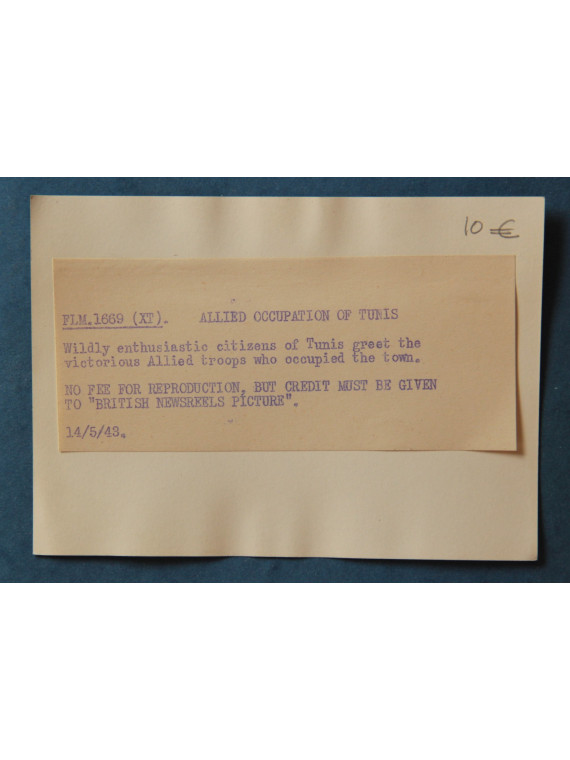 10 €
FLM.1669 (XT). ALLIED OCCUPATION OF TUNIS
Wildly enthusiastic citizens of Tunis greet the
victorious Allied troops who occupied the town.
NO FEE FOR REPRODUCTION, BUT CREDIT MUST BE GIVEN
TO "BRITISH NEWSREELS PICTURE".
14/5/43.